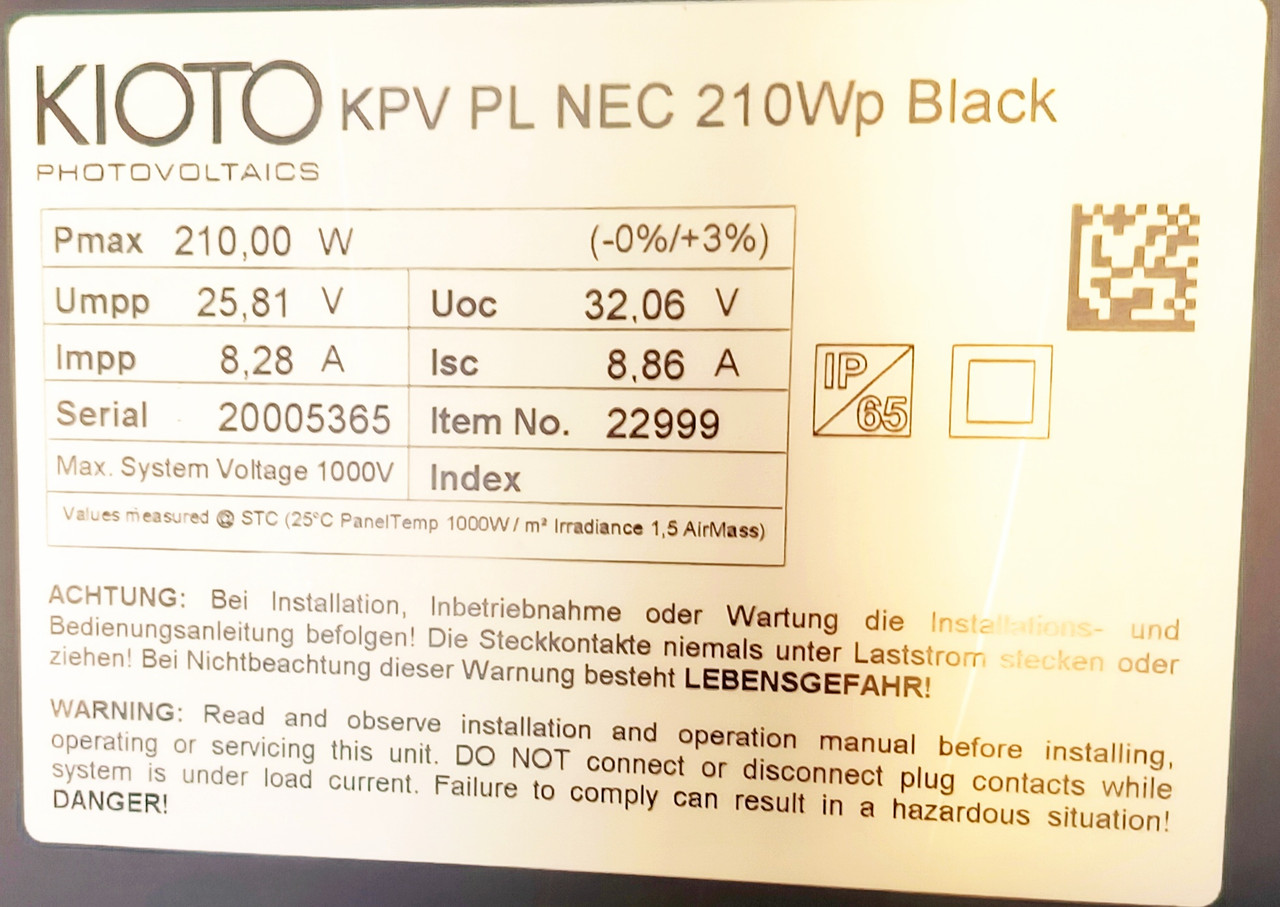 KIOTO KPV PL NEC 210Wp Black
PHOTOVOLTAICS
Pmax 210,00 W (-0%/+3%)
Umpp 25,81 V Uoc 32,06 V
Impp 8,28 A Isc 8,86 A
Serial 20005365 Item No. 22999
Max. System Voltage 1000V Index
Values measured @ STC (25°C PanelTemp 1000W/m² Irradiance 1,5 AirMass)
IP
65
ACHTUNG: Bei Installation, Inbetriebnahme oder Wartung die Installations- und
Bedienungsanleitung befolgen! Die Steckkontakte niemals unter Laststrom stecken oder
ziehen! Bei Nichtbeachtung dieser Warnung besteht LEBENSGEFAHR!
WARNING: Read and observe installation and operation manual before installing,
operating or servicing this unit. DO NOT connect or disconnect plug contacts while
system is under load current. Failure to comply can result in a hazardous situation!
DANGER!